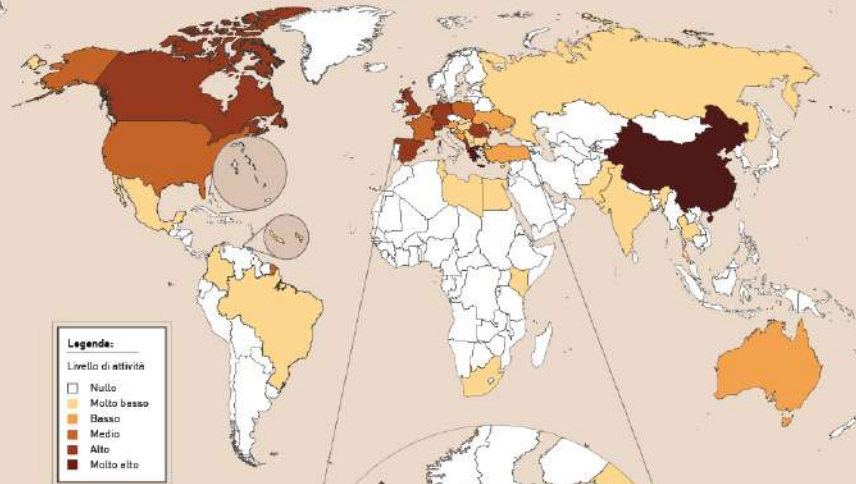 Legenda:
Livello di attività
Nullo
Molto basso
Basso
Medio
Alto
Molto alto